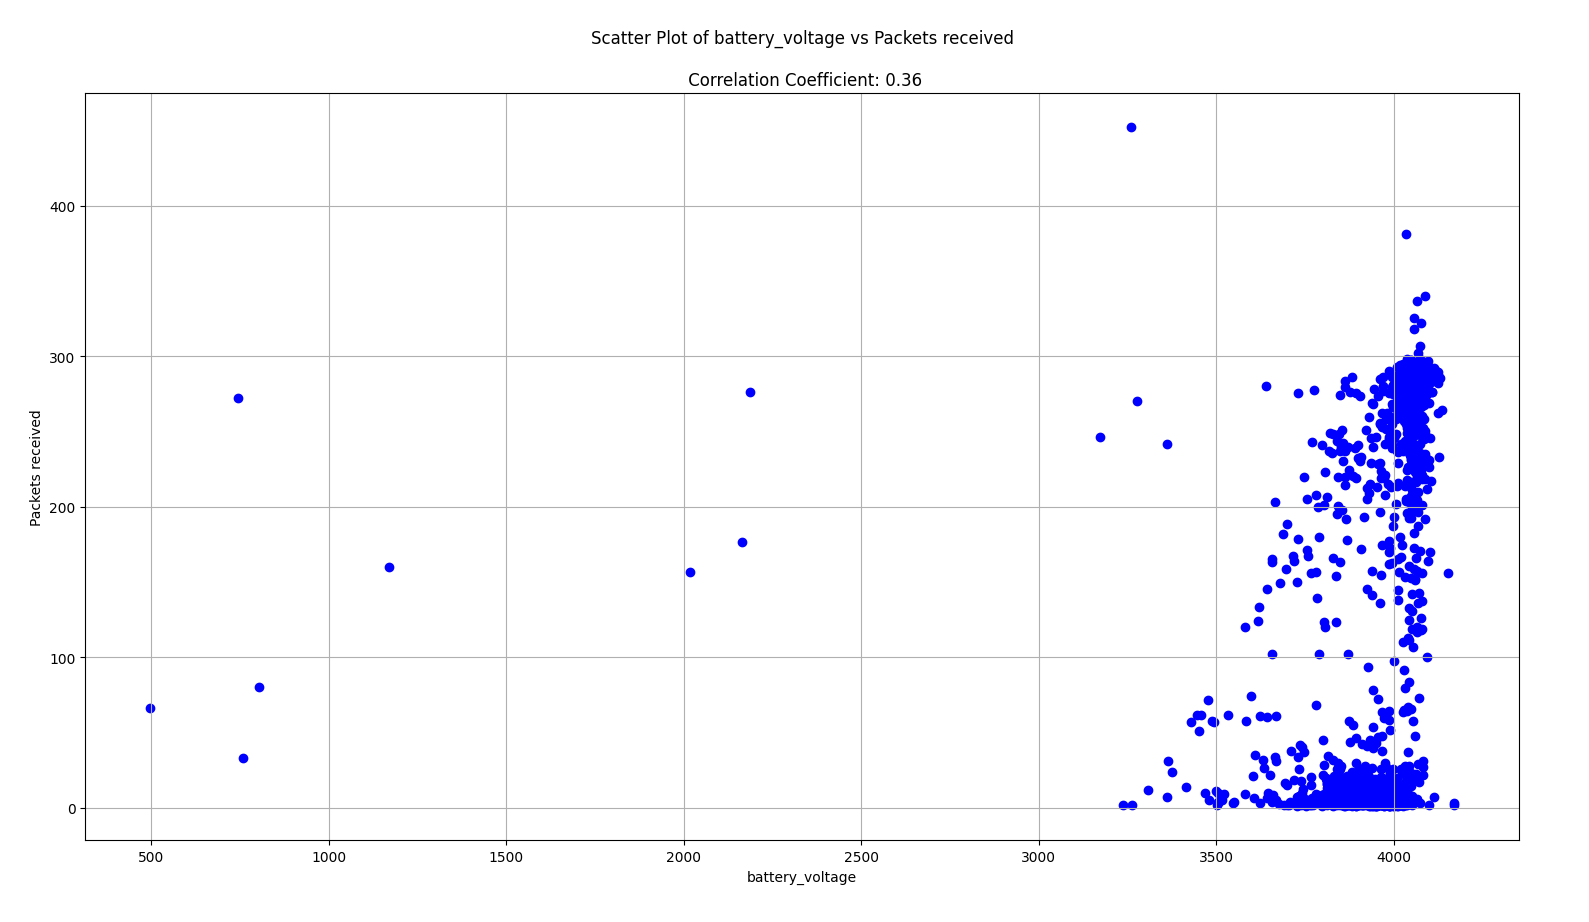 Scatter Plot of battery_voltage vs Packets received
Correlation Coefficient: 0.36
Packets received
400
300
200
100
0
500 1000 1500 2000 2500 3000 3500 4000
battery_voltage